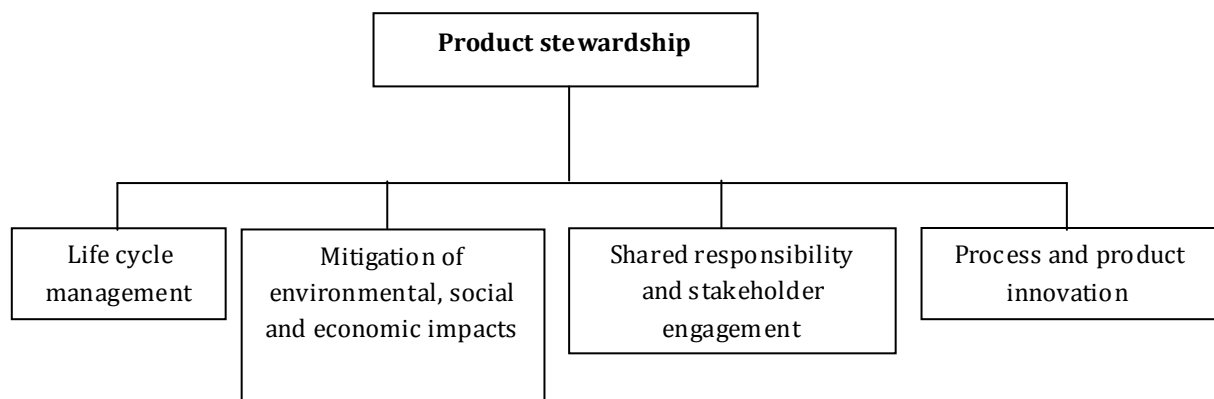 Product stewardship
Life cycle
management
Mitigation of
environmental, social
and economic impacts
Shared responsibility
and stakeholder
engagement
Process and product
innovation